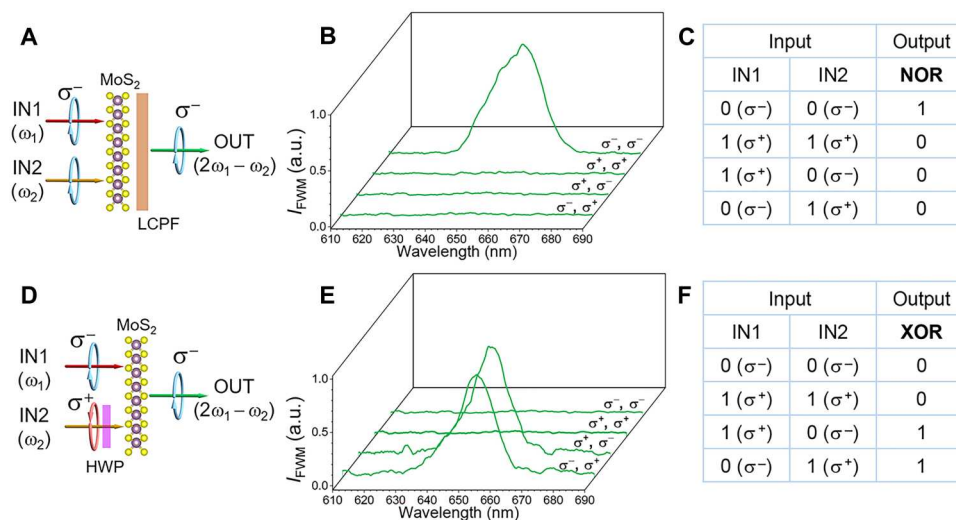 A
MoS₂
IN1
(ω₁)
σ⁻
σ⁻
OUT
(2ω₁ − ω₂)
IN2
(ω₂)
LCPF
B
1.0
0.5
0.0
I_FWM (a.u.)
σ⁻, σ⁻
σ⁺, σ⁺
σ⁺, σ⁻
σ⁻, σ⁺
610 620 630 640 650 660 670 680 690
Wavelength (nm)
C
Input Output
IN1 IN2 NOR
0 (σ−) 0 (σ−) 1
1 (σ+) 1 (σ+) 0
1 (σ+) 0 (σ−) 0
0 (σ−) 1 (σ+) 0
D
MoS₂
IN1
(ω₁)
σ⁻
σ⁻
OUT
(2ω₁ − ω₂)
σ⁺
IN2
(ω₂)
HWP
E
1.0
0.5
0.0
I_FWM (a.u.)
σ⁻, σ⁻
σ⁺, σ⁺
σ⁺, σ⁻
σ⁻, σ⁺
610 620 630 640 650 660 670 680 690
Wavelength (nm)
F
Input Output
IN1 IN2 XOR
0 (σ−) 0 (σ−) 0
1 (σ+) 1 (σ+) 0
1 (σ+) 0 (σ−) 1
0 (σ−) 1 (σ+) 1